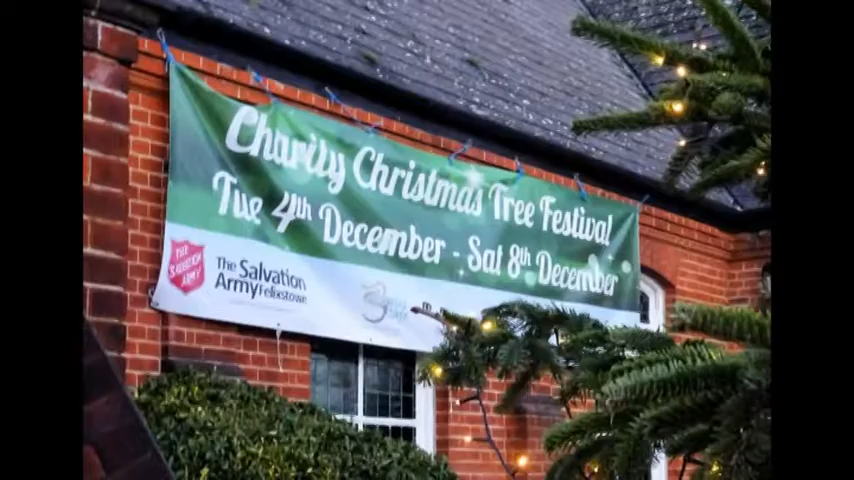 Charity Christmas Tree Festival
Tue 4th December - Sat 8th December
THE
SALVATION
ARMY
The Salvation
Army Felixstowe